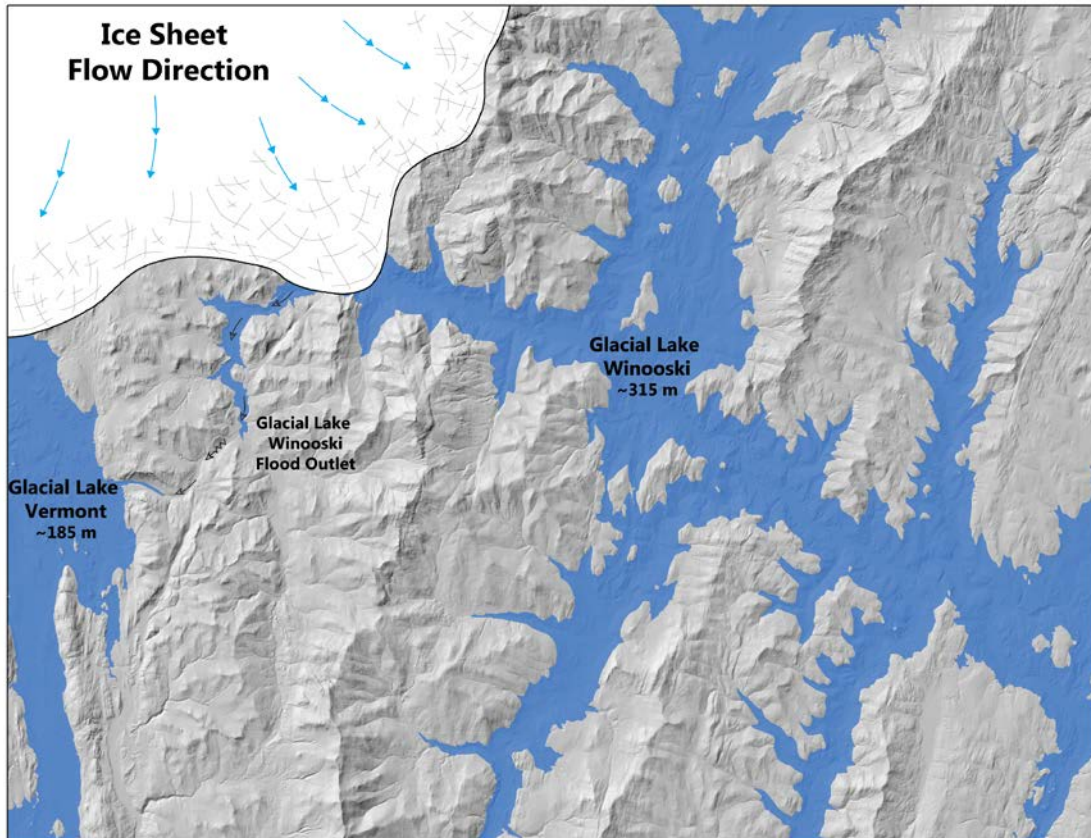 Ice Sheet
Flow Direction
Glacial Lake
Winooski
~315 m
Glacial Lake
Winooski
Flood Outlet
Glacial Lake
Vermont
~185 m